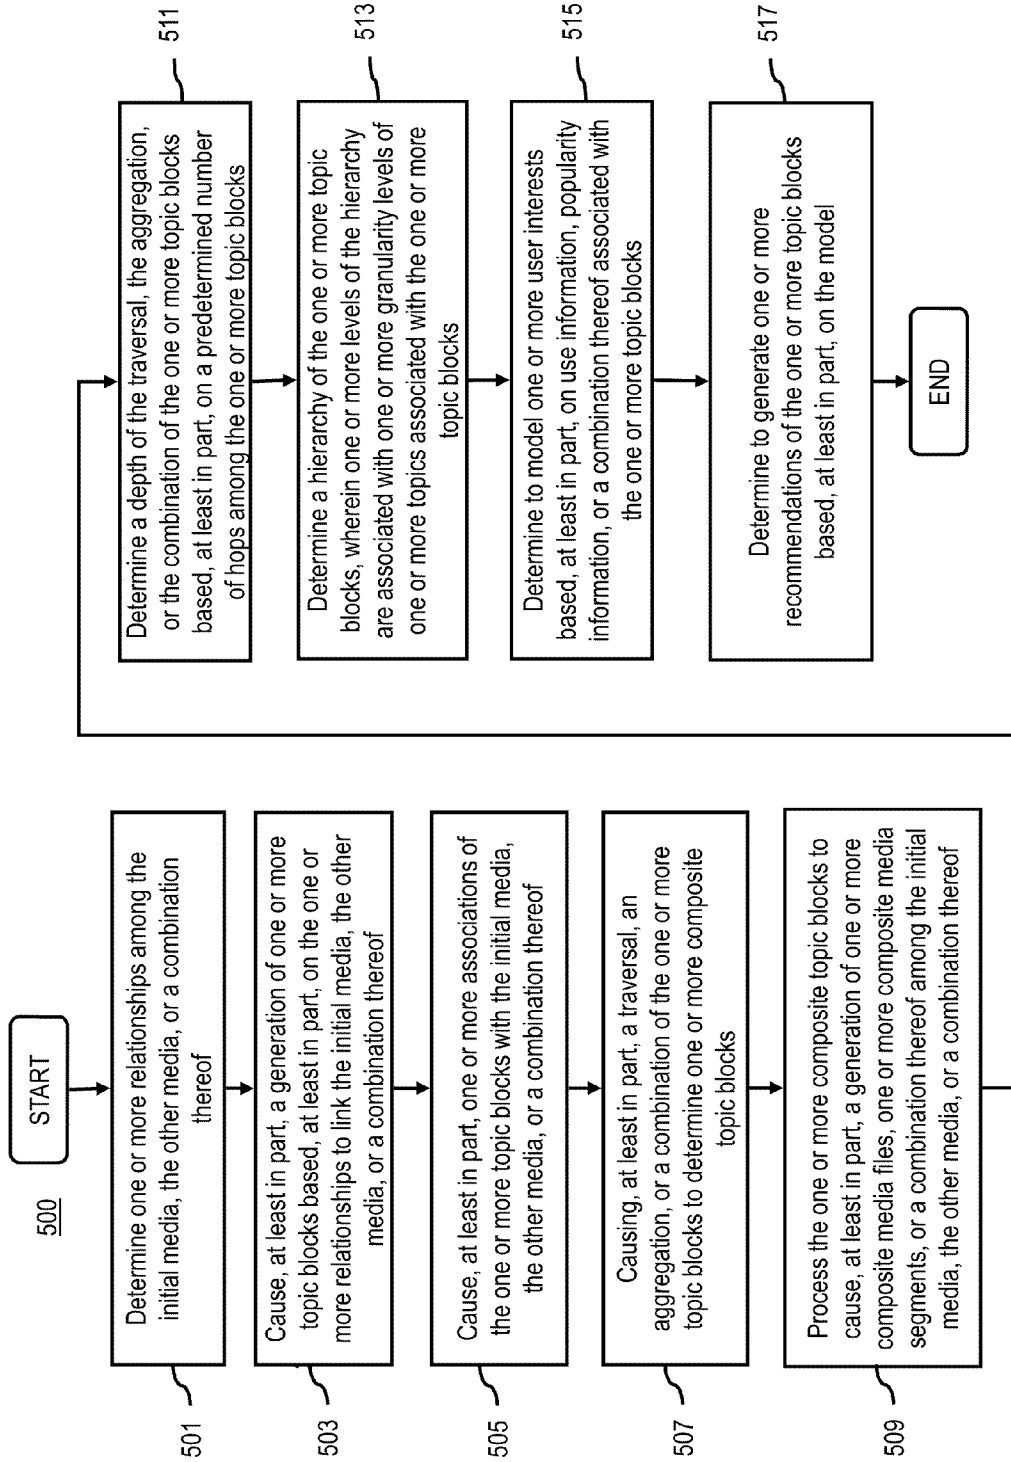 500
START
501
Determine one or more relationships among the
initial media, the other media, or a combination
thereof
503
Cause, at least in part, a generation of one or more
topic blocks based, at least in part, on the one or
more relationships to link the initial media, the other
media, or a combination thereof
505
Cause, at least in part, one or more associations of
the one or more topic blocks with the initial media,
the other media, or a combination thereof
507
Causing, at least in part, a traversal, an
aggregation, or a combination of the one or more
topic blocks to determine one or more composite
topic blocks
509
Process the one or more composite topic blocks to
cause, at least in part, a generation of one or more
composite media files, one or more composite media
segments, or a combination thereof among the initial
media, the other media, or a combination thereof
511
Determine a depth of the traversal, the aggregation,
or the combination of the one or more topic blocks
based, at least in part, on a predetermined number
of hops among the one or more topic blocks
513
Determine a hierarchy of the one or more topic
blocks, wherein one or more levels of the hierarchy
are associated with one or more granularity levels of
one or more topics associated with the one or more
topic blocks
515
Determine to model one or more user interests
based, at least in part, on use information, popularity
information, or a combination thereof associated with
the one or more topic blocks
517
Determine to generate one or more
recommendations of the one or more topic blocks
based, at least in part, on the model
END